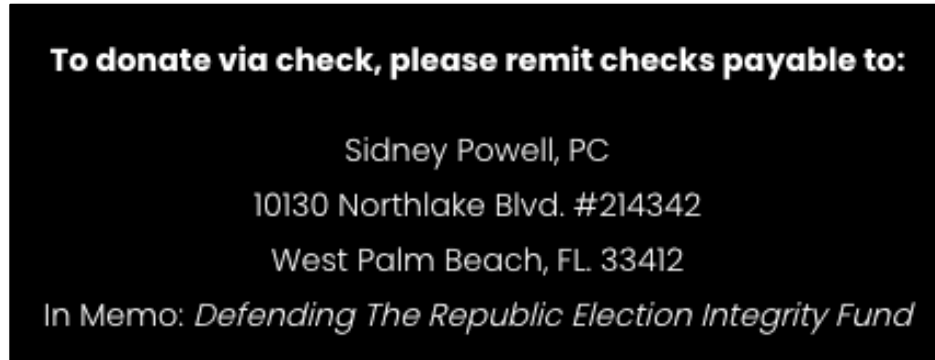 To donate via check, please remit checks payable to:
Sidney Powell, PC
10130 Northlake Blvd. #214342
West Palm Beach, FL. 33412
In Memo: Defending The Republic Election Integrity Fund